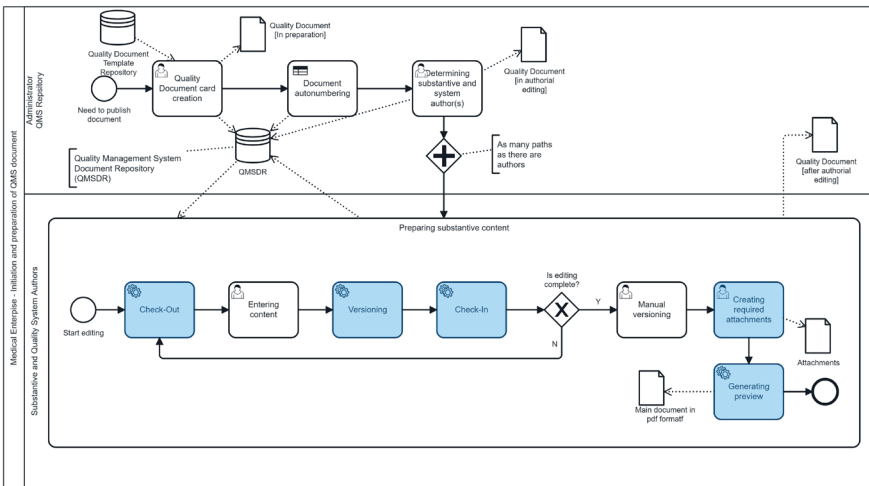 Medical Enterpise - Initiation and preparation of QMS document
Administrator
QMS Repsitory
Quality Document
Template
Repository
Need to publish
document
Quality
Document card
creation
Quality Document
[In preparation]
Document
autonumbering
Determining
substantive and
system
author(s)
Quality Document
[in authorial
editing]
Quality Management System
Document Repository
(QMSDR)
QMSDR
As many paths
as there are
authors
Quality Document
[after authorial
editing]
Substantive and Quality System Authors
Preparing substantive content
Start editing
Check-Out
Entering
content
Versioning
Check-In
Is editing
complete?
Y
N
Manual
versioning
Creating
required
attachments
Attachments
Generating
preview
Main document in
pdf formatf